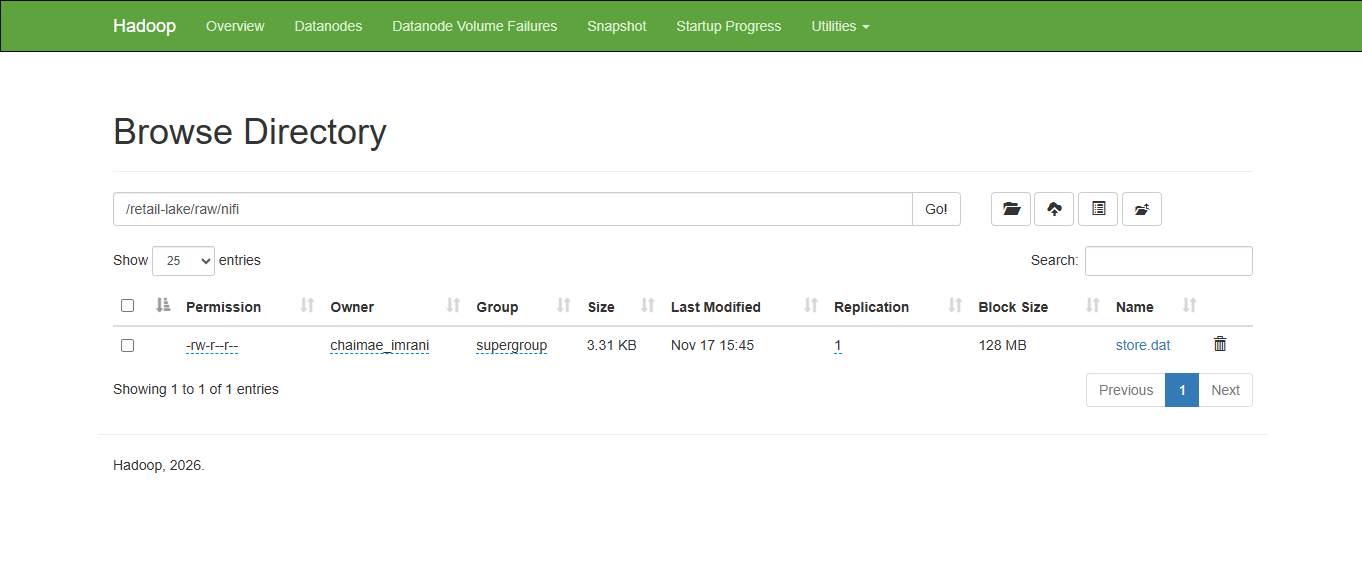 Hadoop Overview Datanodes Datanode Volume Failures Snapshot Startup Progress Utilities
Browse Directory
/retail-lake/raw/nifi Go!
Show 25 entries Search:
Permission Owner Group Size Last Modified Replication Block Size Name
-rw-r--r-- chaimae_imrani supergroup 3.31 KB Nov 17 15:45 1 128 MB store.dat
Showing 1 to 1 of 1 entries Previous 1 Next
Hadoop, 2026.